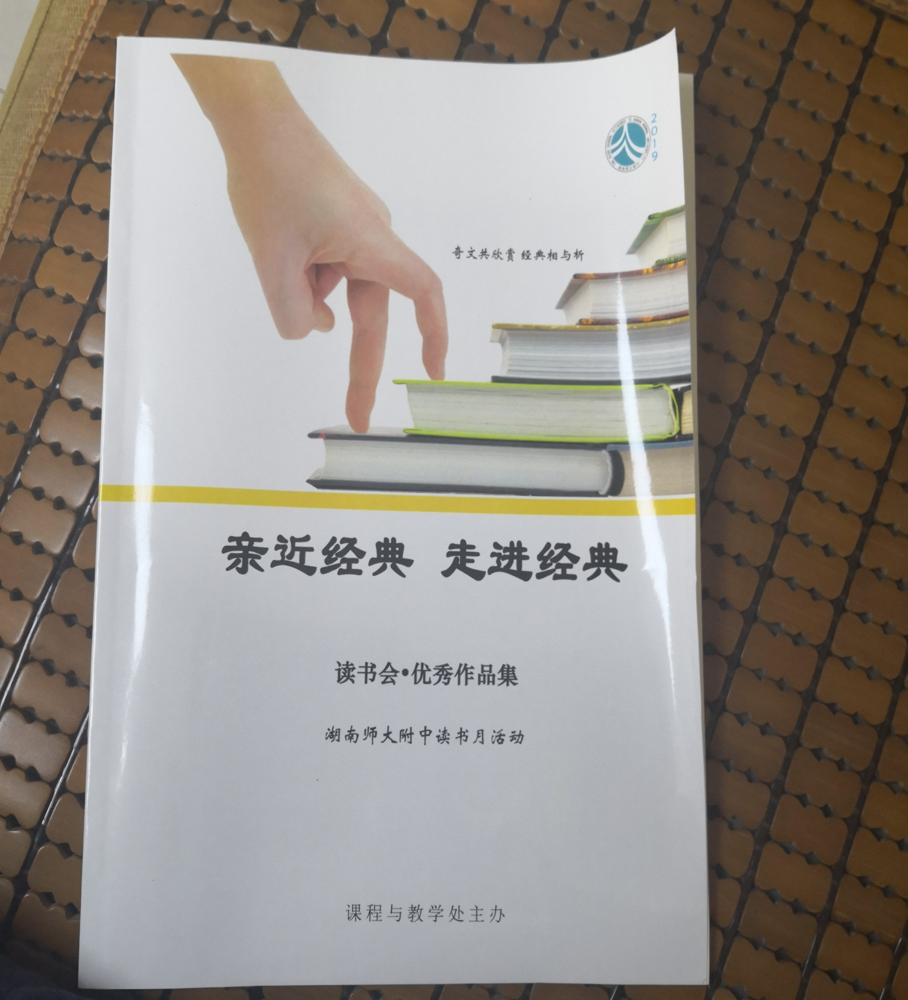 2019
奇文共欣赏 经典相与析
亲近经典 走进经典
读书会·优秀作品集
湖南师大附中读书月活动
课程与教学处主办